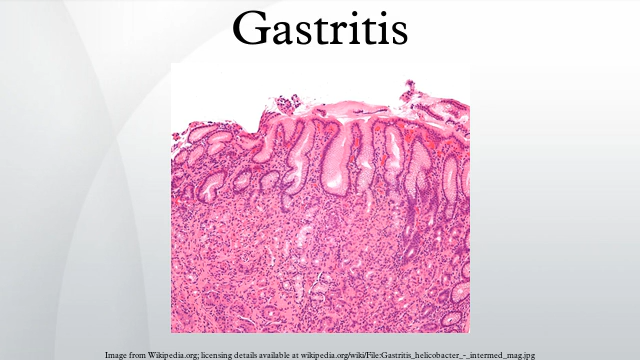 Gastritis
Image from Wikipedia.org; licensing details available at wikipedia.org/wiki/File:Gastritis_helicobacter_-_intermed_mag.jpg